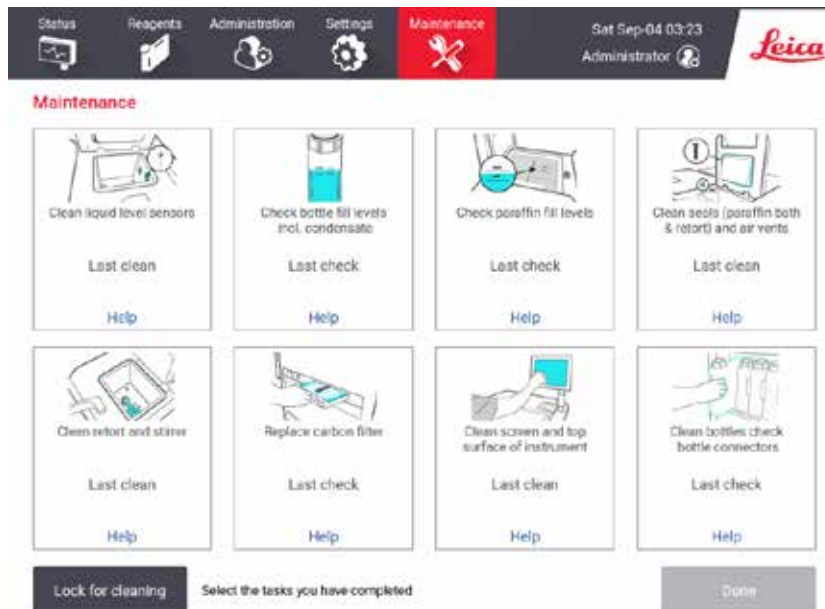 Status
Reagents
Administration
Settings
Maintenance
Sat Sep-04 03:23
Administrator
Leica
Maintenance
Clean liquid level sensors
Last clean
Help
Check bottle fill levels
incl. condensate
Last check
Help
Check paraffin fill levels
Last check
Help
1
Clean seals (paraffin bath
& retort) and air vents
Last clean
Help
Clean retort and stirrer
Last clean
Help
Replace carbon filter
Last check
Help
Clean screen and top
surface of instrument
Last clean
Help
Clean bottles check
bottle connectors
Last check
Help
Lock for cleaning
Select the tasks you have completed
Done